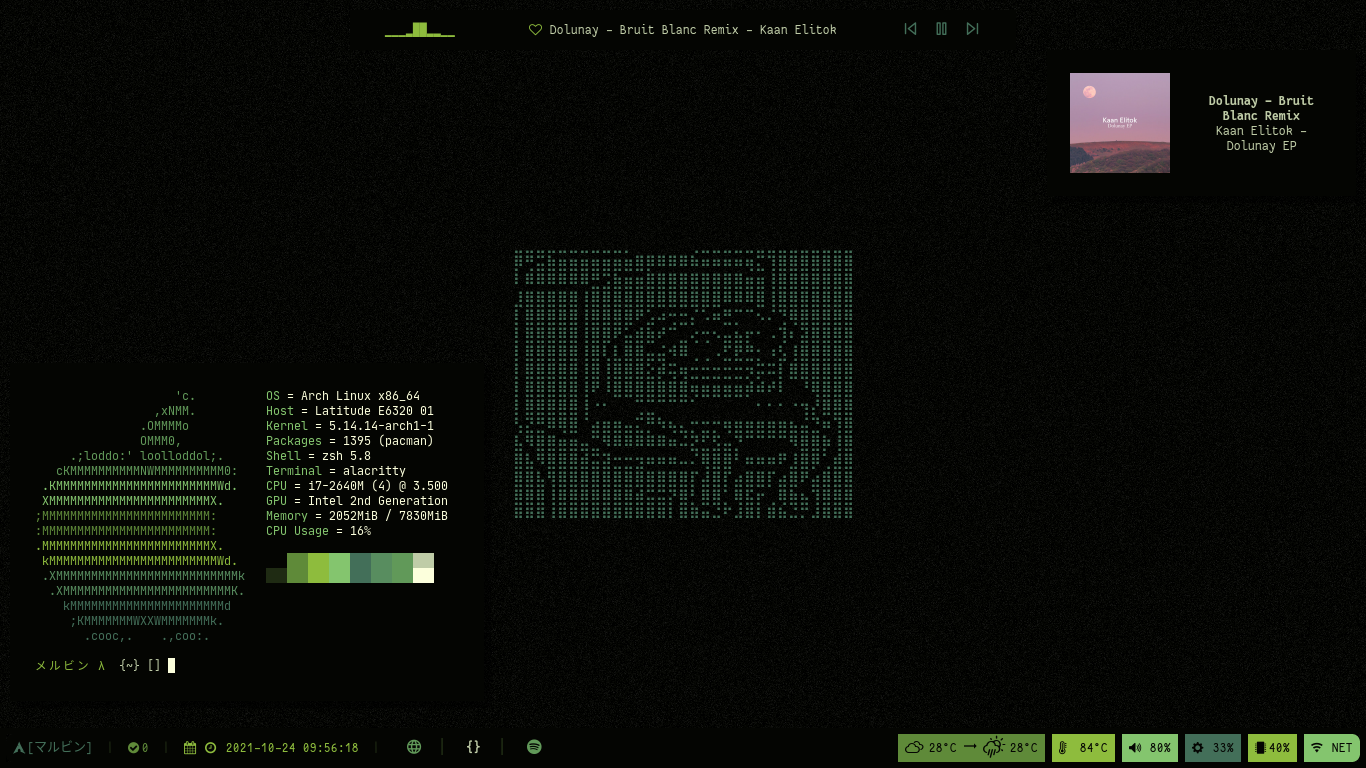 Dolunay - Bruit Blanc Remix - Kaan Elitok
Kaan Elitok
Dolunay EP
Dolunay - Bruit
Blanc Remix
Kaan Elitok -
Dolunay EP
'c.
,xNMM.
.OMMMMo
OMMM0,
.;loddo:' loolloddol;.
cKMMMMMMMMMMNWMMMMMMMMMM0:
.KMMMMMMMMMMMMMMMMMMMMMMMWd.
XMMMMMMMMMMMMMMMMMMMMMMMX.
;MMMMMMMMMMMMMMMMMMMMMMMM:
:MMMMMMMMMMMMMMMMMMMMMMMM:
.MMMMMMMMMMMMMMMMMMMMMMMMX.
kMMMMMMMMMMMMMMMMMMMMMMMMWd.
.XMMMMMMMMMMMMMMMMMMMMMMMMMMk
.XMMMMMMMMMMMMMMMMMMMMMMMMK.
kMMMMMMMMMMMMMMMMMMMMMMd
;KMMMMMMMWXXWMMMMMMMk.
.cooc,.    .,coo:.
OS = Arch Linux x86_64
Host = Latitude E6320 01
Kernel = 5.14.14-arch1-1
Packages = 1395 (pacman)
Shell = zsh 5.8
Terminal = alacritty
CPU = i7-2640M (4) @ 3.500
GPU = Intel 2nd Generation
Memory = 2052MiB / 7830MiB
CPU Usage = 16%
メルビン λ {~} []
[マルビン] | 0 | 2021-10-24 09:56:18 | | {} |
28°C → 28°C 84°C 80% 33% 40% NET